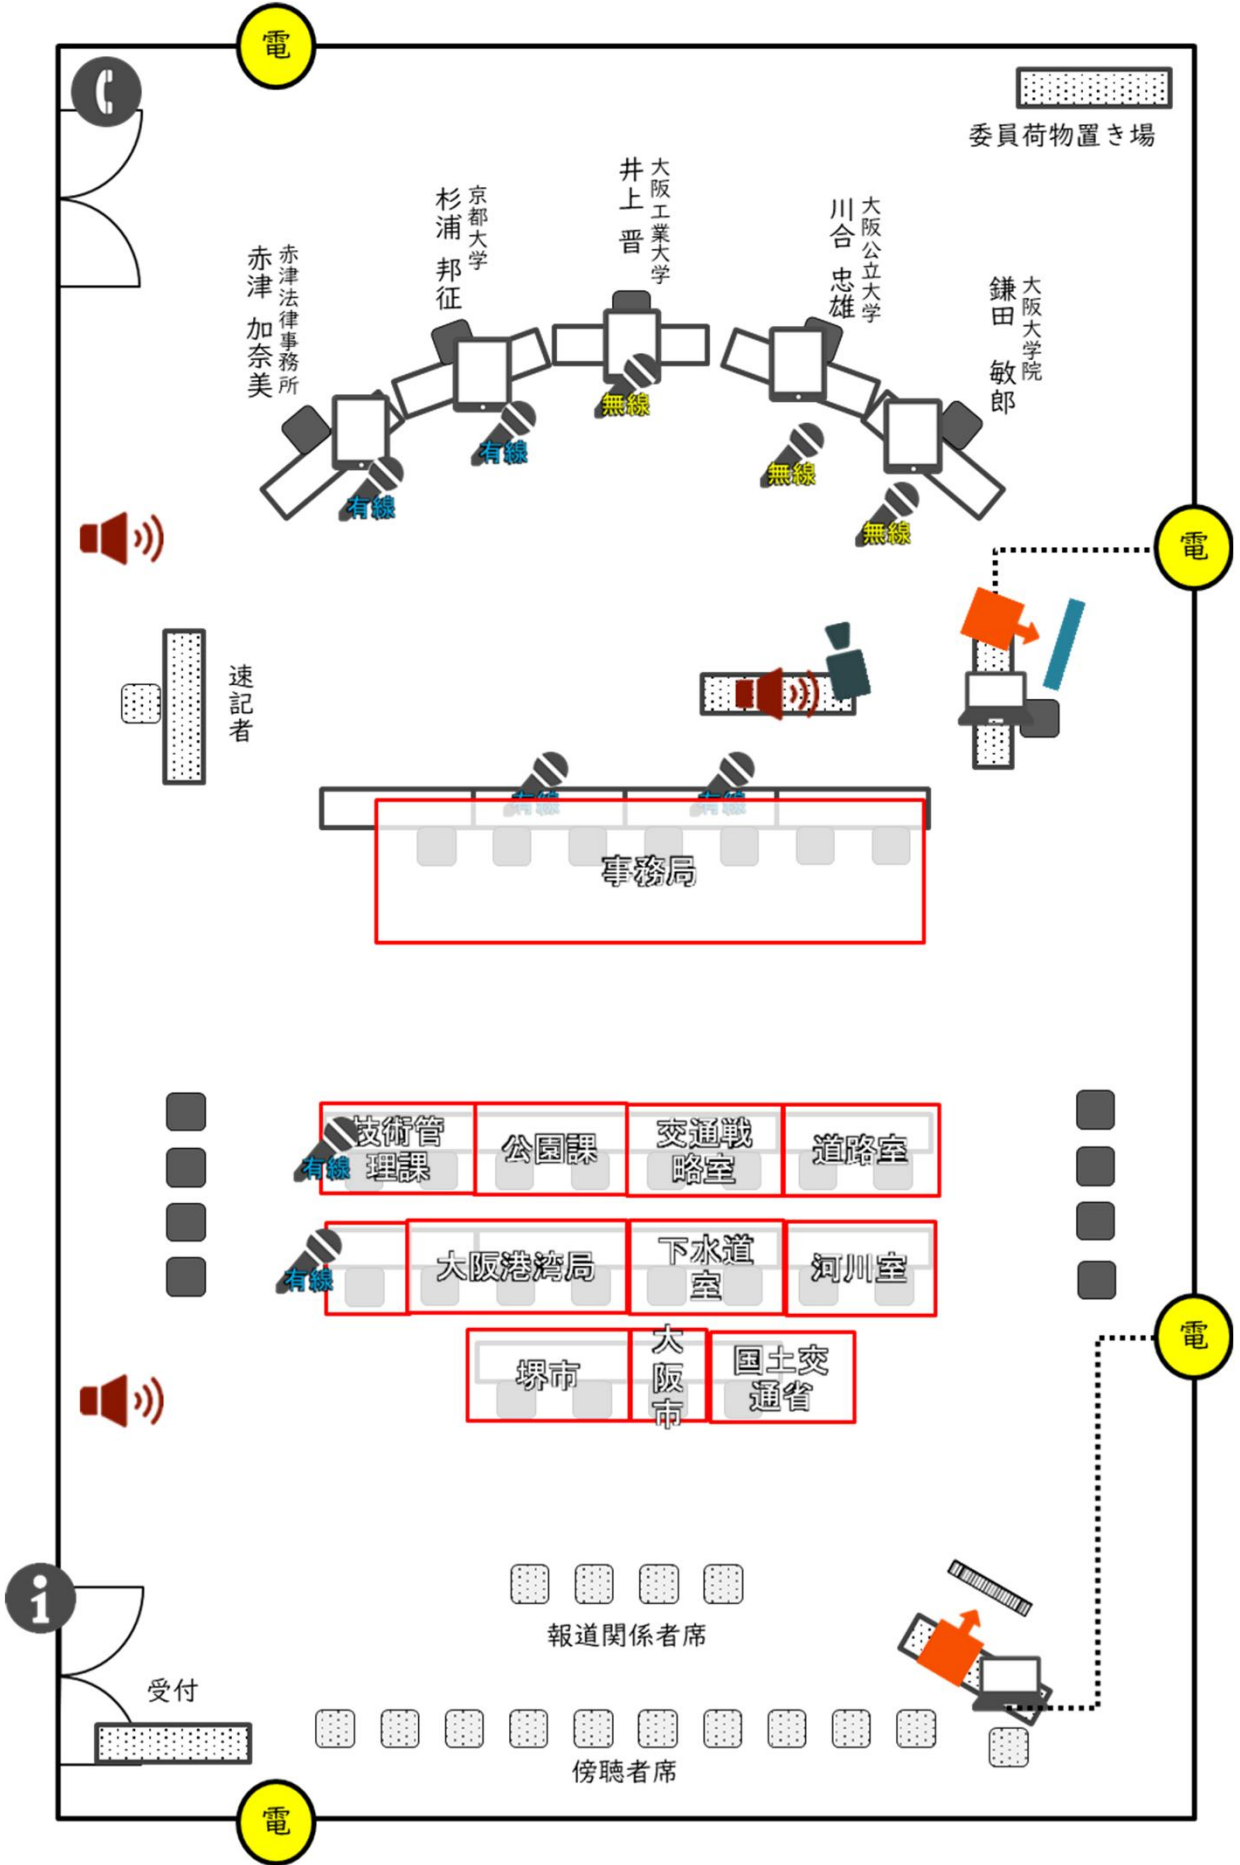 電
委員荷物置き場
大阪工業大学
井上 晋
京都大学
杉浦 邦征
大阪公立大学
川合 忠雄
赤津法律事務所
赤津 加奈美
大阪大学院
鎌田 敏郎
無線
有線
無線
有線
無線
電
速記者
有線
有線
事務局
技術管
理課
公園課
交通戦
略室
道路室
有線
大阪港湾局
下水道
室
河川室
有線
堺市
大
阪
市
国土交
通省
電
報道関係者席
受付
傍聴者席
電